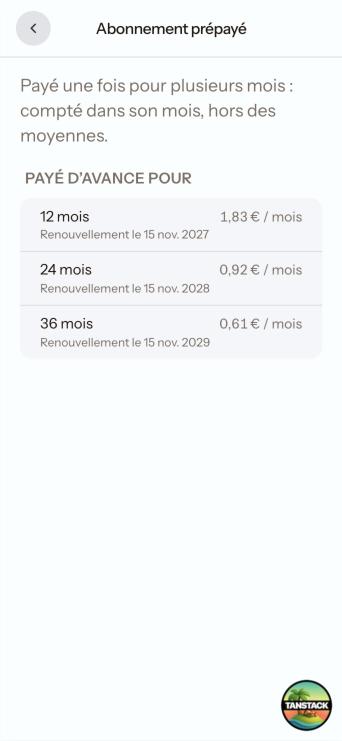 Abonnement prépayé
Payé une fois pour plusieurs mois :
compté dans son mois, hors des
moyennes.
PAYÉ D’AVANCE POUR
12 mois
1,83 € / mois
Renouvellement le 15 nov. 2027
24 mois
0,92 € / mois
Renouvellement le 15 nov. 2028
36 mois
0,61 € / mois
Renouvellement le 15 nov. 2029
TANSTACK